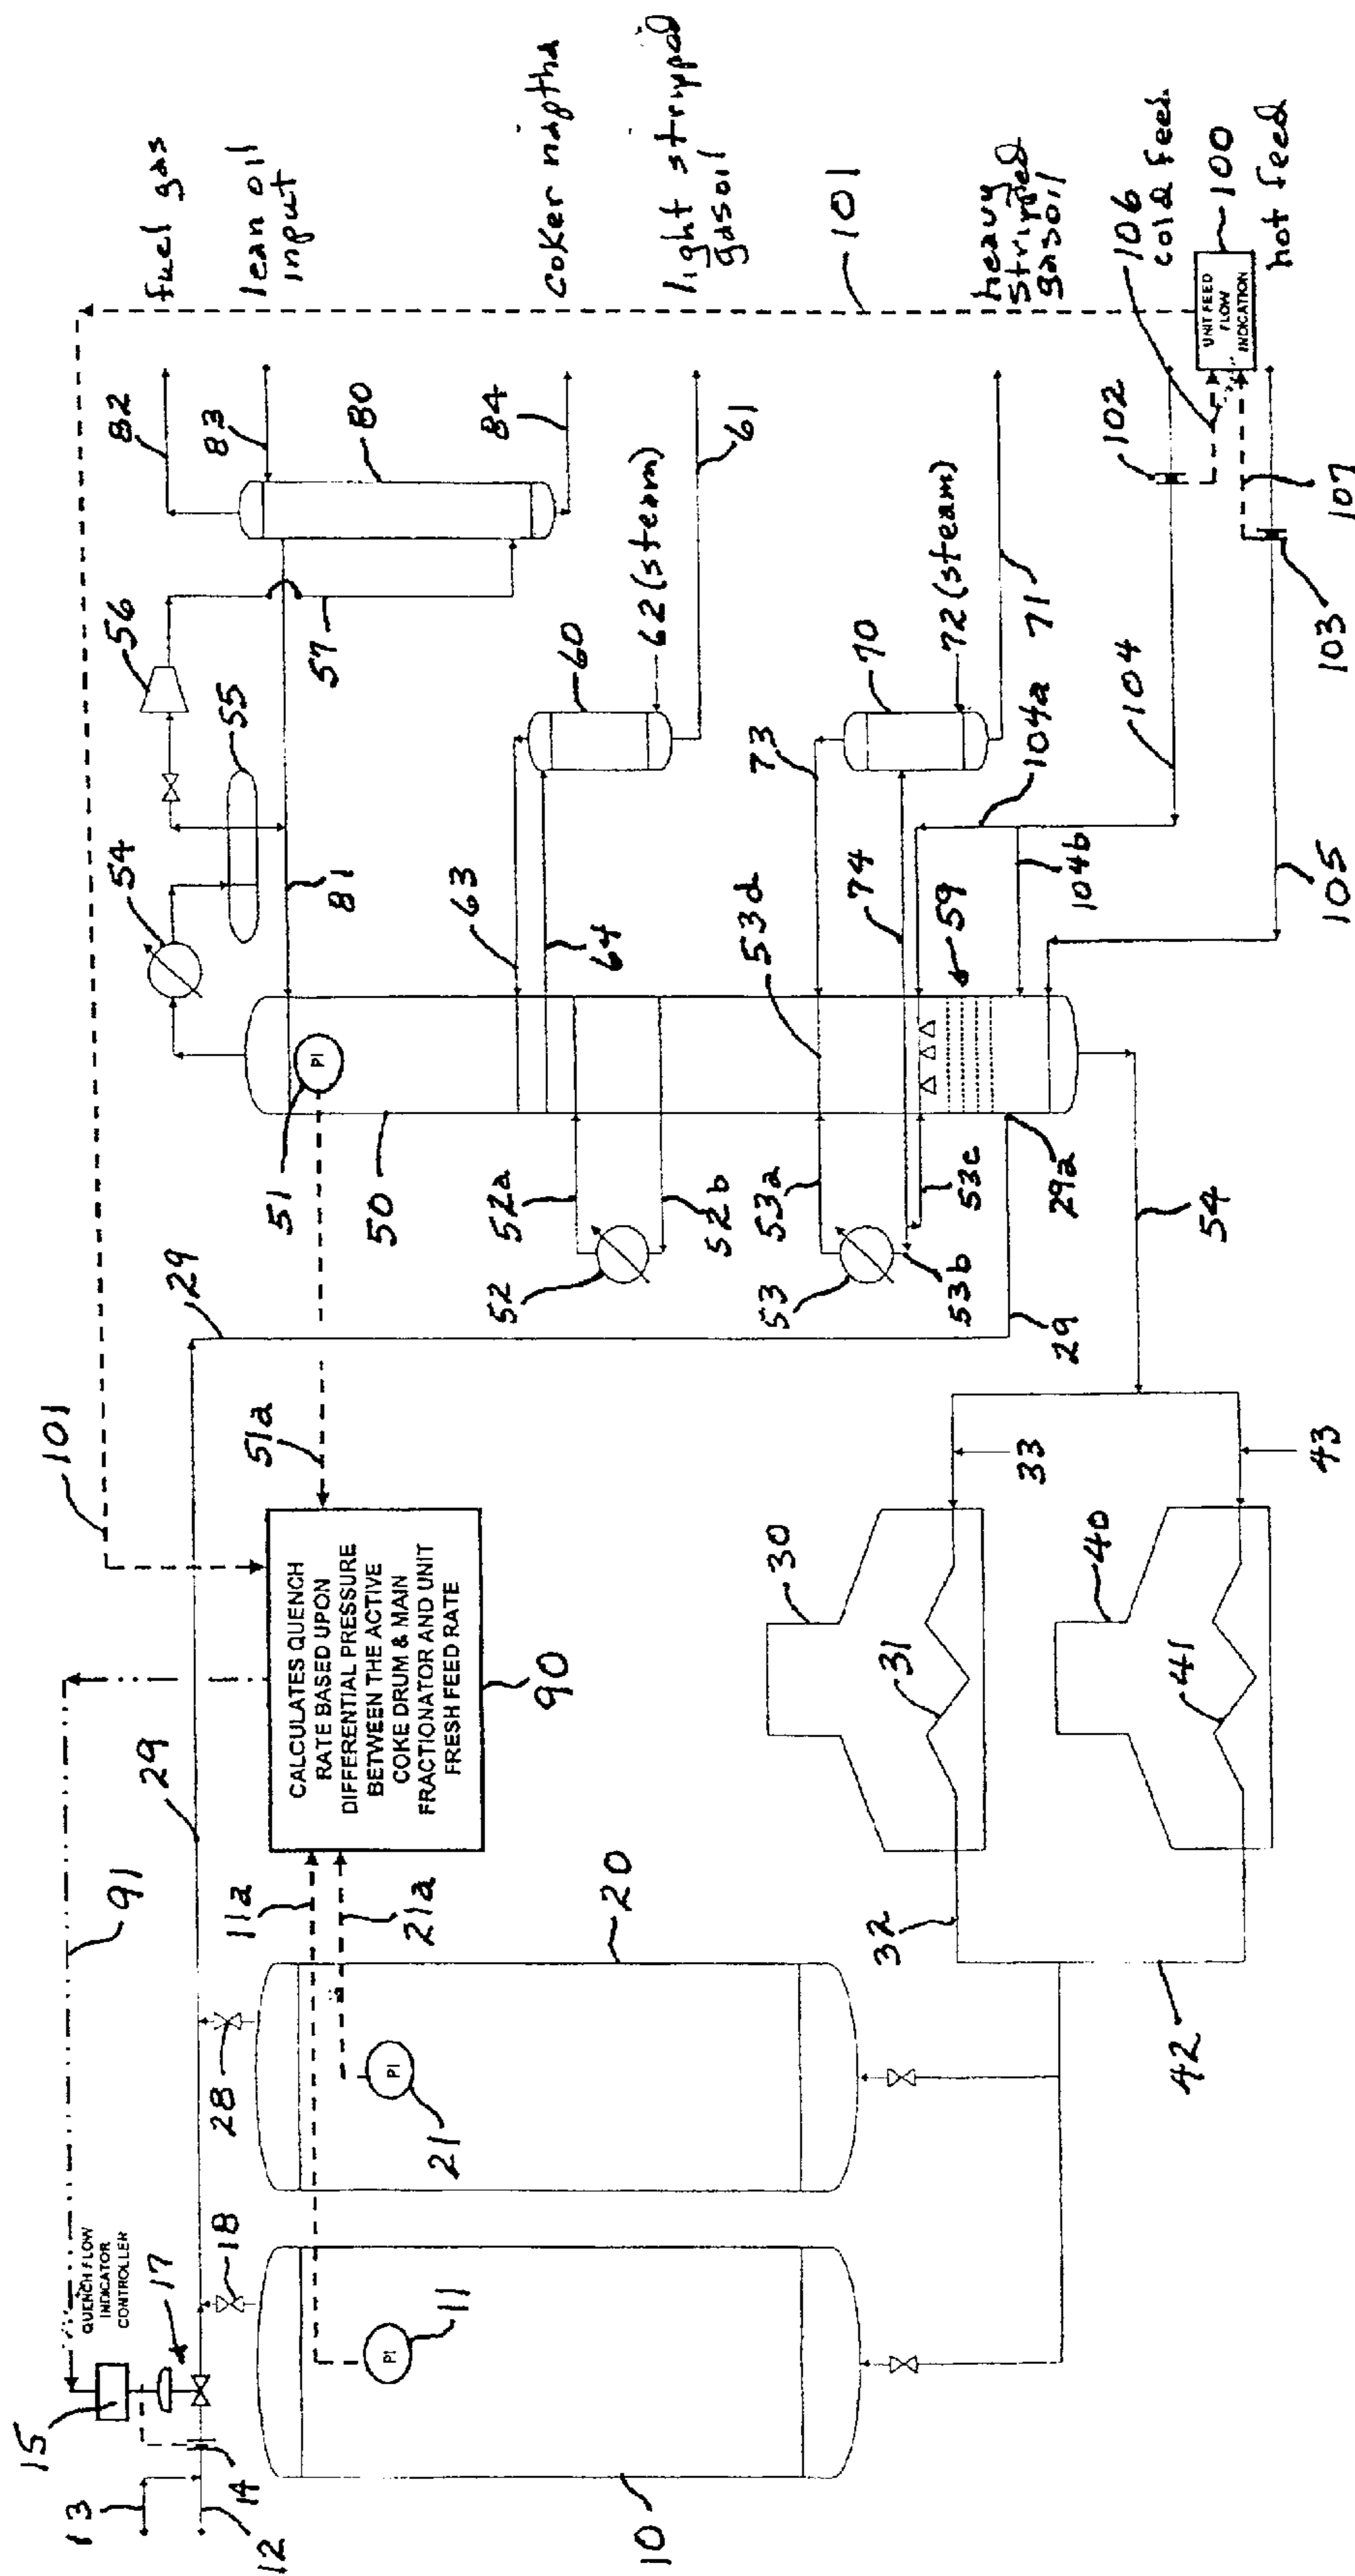 fuel gas
lean oil
input
coker naptha
light stripped
gasoil
101
heavy
stripped
gasoil
106
cold feed
100
UNIT FEED
FLOW
INDICATION
hot feed
82
83
80
84
61
62 (steam)
72 (steam)
71
102
107
103
56
57
55
60
70
104
104a
104b
105
54
81
63
64
73
74
53d
59
51
PI
50
52a
52b
52
53a
53
53b
53c
29a
29
29
54
101
51a
33
43
CALCULATES QUENCH
RATE BASED UPON
DIFFERENTIAL PRESSURE
BETWEEN THE ACTIVE
COKE DRUM & MAIN
FRACTIONATOR AND UNIT
FRESH FEED RATE
90
30
31
40
41
29
91
11a
21a
20
32
42
28
PI
21
18
QUENCH FLOW
INDICATOR
CONTROLLER
17
PI
11
15
13
14
12
10